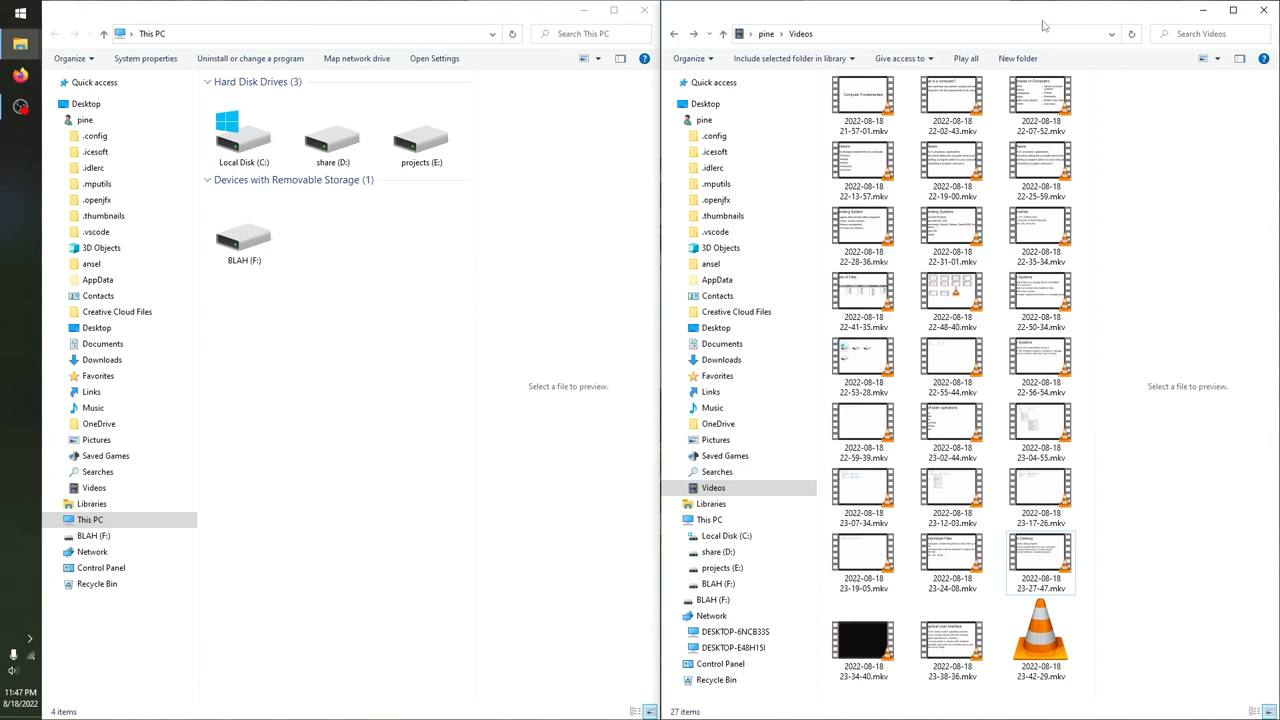 This PC
Search This PC
Organize
System properties
Uninstall or change a program
Map network drive
Open Settings
Quick access
Desktop
pine
.config
.icesoft
.idlerc
.mputils
.openjfx
.thumbnails
.vscode
3D Objects
ansel
AppData
Contacts
Creative Cloud Files
Desktop
Documents
Downloads
Favorites
Links
Music
OneDrive
Pictures
Saved Games
Searches
Videos
Libraries
This PC
BLAH (F:)
Network
Control Panel
Recycle Bin
Hard Disk Drives (3)
Local Disk (C:)
share (D:)
projects (E:)
Devices with Removable Storage (1)
BLAH (F:)
Select a file to preview.
4 items
11:47 PM
8/18/2022
pine
Videos
Search Videos
Organize
Include selected folder in library
Give access to
Play all
New folder
Quick access
Desktop
pine
.config
.icesoft
.idlerc
.mputils
.openjfx
.thumbnails
.vscode
3D Objects
ansel
AppData
Contacts
Creative Cloud Files
Desktop
Documents
Downloads
Favorites
Links
Music
OneDrive
Pictures
Saved Games
Searches
Videos
Libraries
This PC
Local Disk (C:)
share (D:)
projects (E:)
BLAH (F:)
BLAH (F:)
Network
DESKTOP-6NCB33S
DESKTOP-E48H15I
Control Panel
Recycle Bin
Computer Fundamentals
2022-08-18
21-57-01.mkv
2022-08-18
22-02-43.mkv
2022-08-18
22-07-52.mkv
2022-08-18
22-13-57.mkv
2022-08-18
22-19-00.mkv
2022-08-18
22-25-59.mkv
2022-08-18
22-28-36.mkv
2022-08-18
22-31-01.mkv
2022-08-18
22-35-34.mkv
2022-08-18
22-41-35.mkv
2022-08-18
22-48-40.mkv
2022-08-18
22-50-34.mkv
2022-08-18
22-53-28.mkv
2022-08-18
22-55-44.mkv
2022-08-18
22-56-54.mkv
2022-08-18
22-59-39.mkv
2022-08-18
23-02-44.mkv
2022-08-18
23-04-55.mkv
2022-08-18
23-07-34.mkv
2022-08-18
23-12-03.mkv
2022-08-18
23-17-26.mkv
2022-08-18
23-19-05.mkv
2022-08-18
23-24-08.mkv
2022-08-18
23-27-47.mkv
2022-08-18
23-34-40.mkv
2022-08-18
23-38-36.mkv
2022-08-18
23-42-29.mkv
Select a file to preview.
27 items